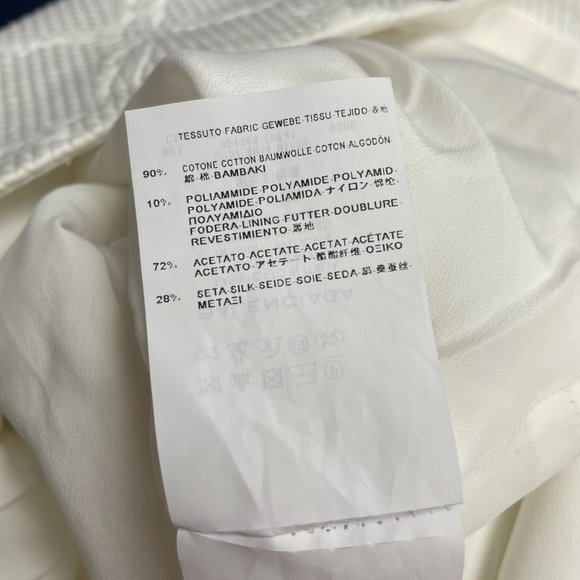 TESSUTO-FABRIC-GEWEBE-TISSU-TEJIDO-表地
90%, COTONE COTTON BAUMWOLLE-COTON-ALGODÓN-
綿-棉-BAMBAKI
10%, POLIAMMIDE-POLYAMIDE-POLYAMID-
POLYAMIDE-POLIAMIDA-ナイロン-锦纶-
ΠΟΛΥΑΜΙΔΙΟ
FODERA-LINING-FUTTER-DOUBLURE-
REVESTIMIENTO-裏地
72%, ACETATO-ACETATE-ACETAT-ACÉTATE
ACETATO-アセテート-醋酯纤维-ΟΞΙΚΟ
28%, SETA-SILK-SEIDE-SOIE-SEDA-絹-桑蚕丝-
ΜΕΤΑΞΙ
BALENCIAGA